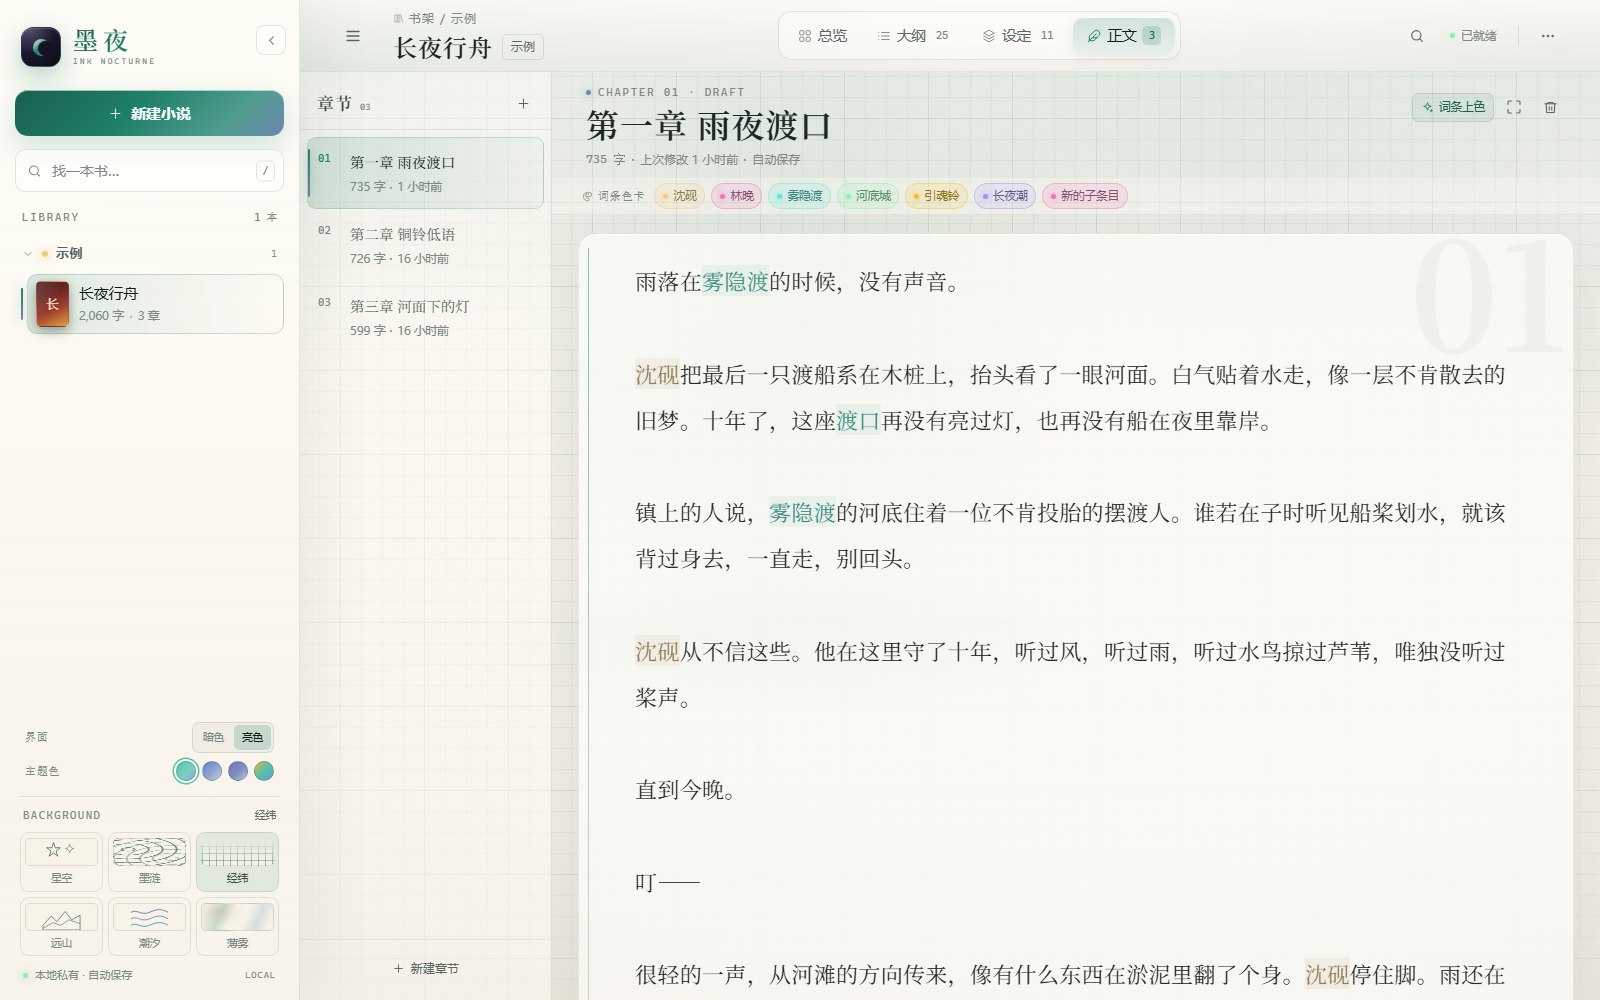 墨夜
INK NOCTURNE
+ 新建小说
找一本书... /
LIBRARY 1 本
示例 1
长
长夜行舟
2,060 字 · 3 章
界面 暗色 亮色
主题色
BACKGROUND 经纬
星空 墨涟 经纬
远山 潮汐 薄雾
本地私有 · 自动保存 LOCAL
书架 / 示例
长夜行舟 示例
总览 大纲 25 设定 11 正文 3
已就绪
章节 03 +
01 第一章 雨夜渡口
735 字 · 1 小时前
02 第二章 铜铃低语
726 字 · 16 小时前
03 第三章 河面下的灯
599 字 · 16 小时前
+ 新建章节
CHAPTER 01 · DRAFT
第一章 雨夜渡口
735 字 · 上次修改 1 小时前 · 自动保存
词条上色
词条色卡 沈砚 林晚 雾隐渡 河底城 引魂铃 长夜潮 新的子条目
01
雨落在雾隐渡的时候，没有声音。
沈砚把最后一只渡船系在木桩上，抬头看了一眼河面。白气贴着水走，像一层不肯散去的
旧梦。十年了，这座渡口再没有亮过灯，也再没有船在夜里靠岸。
镇上的人说，雾隐渡的河底住着一位不肯投胎的摆渡人。谁若在子时听见船桨划水，就该
背过身去，一直走，别回头。
沈砚从不信这些。他在这里守了十年，听过风，听过雨，听过水鸟掠过芦苇，唯独没听过
桨声。
直到今晚。
叮——
很轻的一声，从河滩的方向传来，像有什么东西在淤泥里翻了个身。沈砚停住脚。雨还在